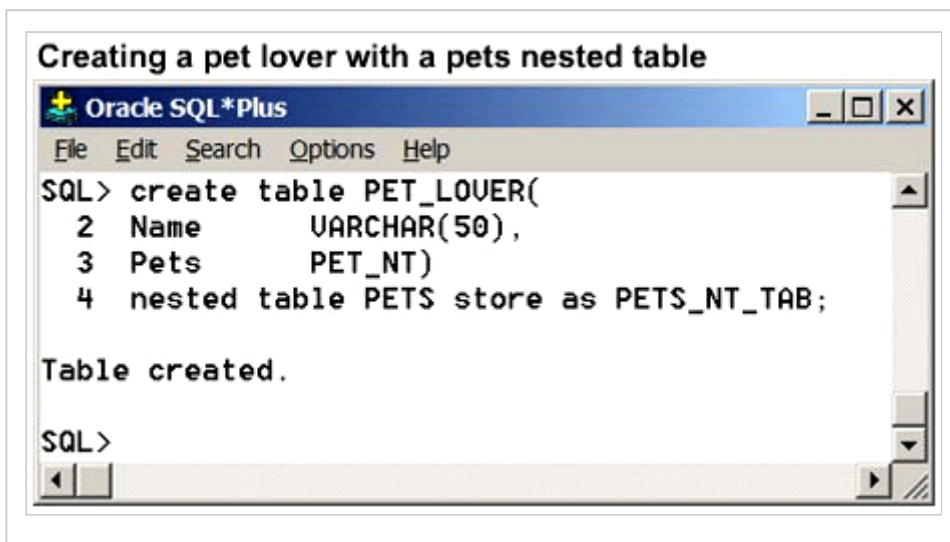 Creating a pet lover with a pets nested table
Oracle SQL*Plus
File Edit Search Options Help
SQL> create table PET_LOVER(
2 Name VARCHAR(50),
3 Pets PET_NT)
4 nested table PETS store as PETS_NT_TAB;
Table created.
SQL>